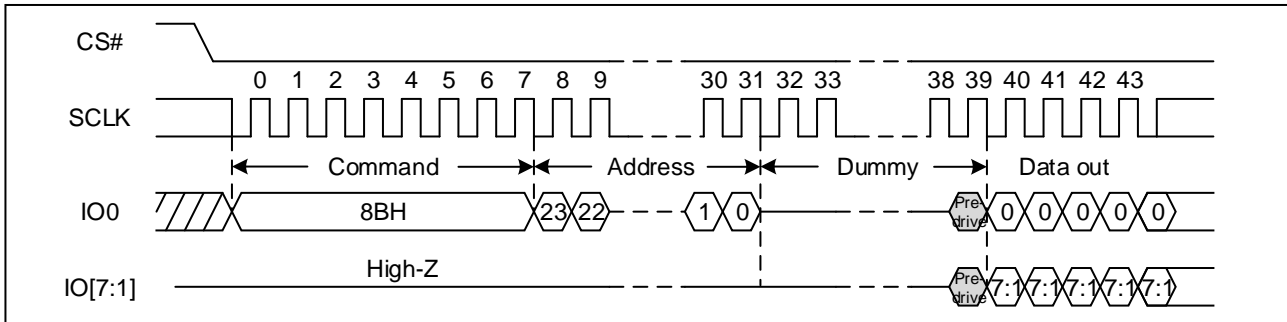 CS#
0 1 2 3 4 5 6 7 8 9 30 31 32 33 38 39 40 41 42 43
SCLK
Command Address Dummy Data out
IO0 8BH 23 22 1 0 Pre-drive 0 0 0 0 0
High-Z
IO[7:1] Pre-drive 7:1 7:1 7:1 7:1 7:1